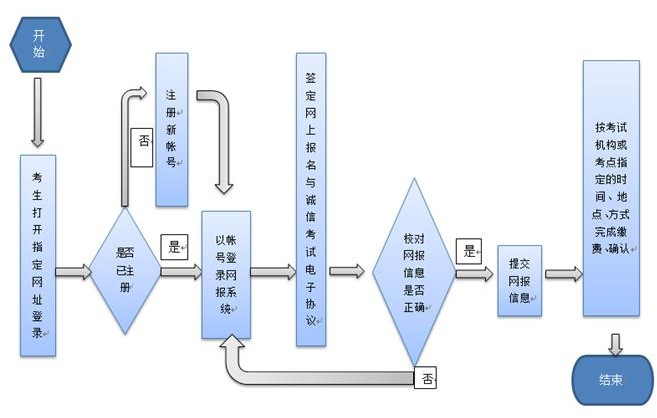 开
始
考
生
打
开
指
定
网
址
登
录
是否
已注
册
否
注
册
新
帐
号
是
以帐
号登
录网
报系
统
签
定
网
上
报
名
与
诚
信
考
试
电
子
协
议
校对
网报
信息
是否
正确
否
是
提交
网报
信息
按考试
机构或
考点指
定的时
间、地
点、方式
完成缴
费、确认
结束